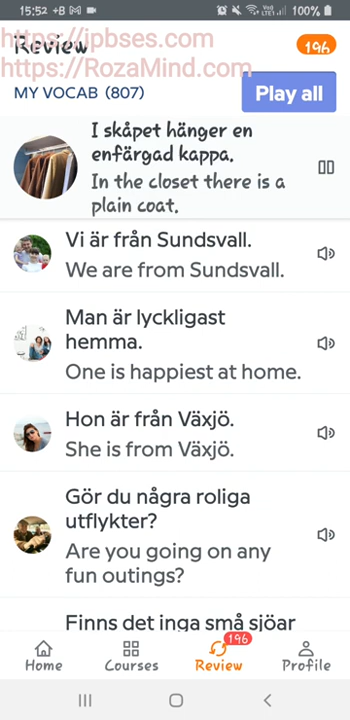 15:52 +B M
100%
https://jpbses.com
Review
196
https://RozaMind.com
MY VOCAB (807)
Play all
I skåpet hänger en
enfärgad kappa.
In the closet there is a
plain coat.
Vi är från Sundsvall.
We are from Sundsvall.
Man är lyckligast
hemma.
One is happiest at home.
Hon är från Växjö.
She is from Växjö.
Gör du några roliga
utflykter?
Are you going on any
fun outings?
Finns det inga små sjöar
196
Home
Courses
Review
Profile